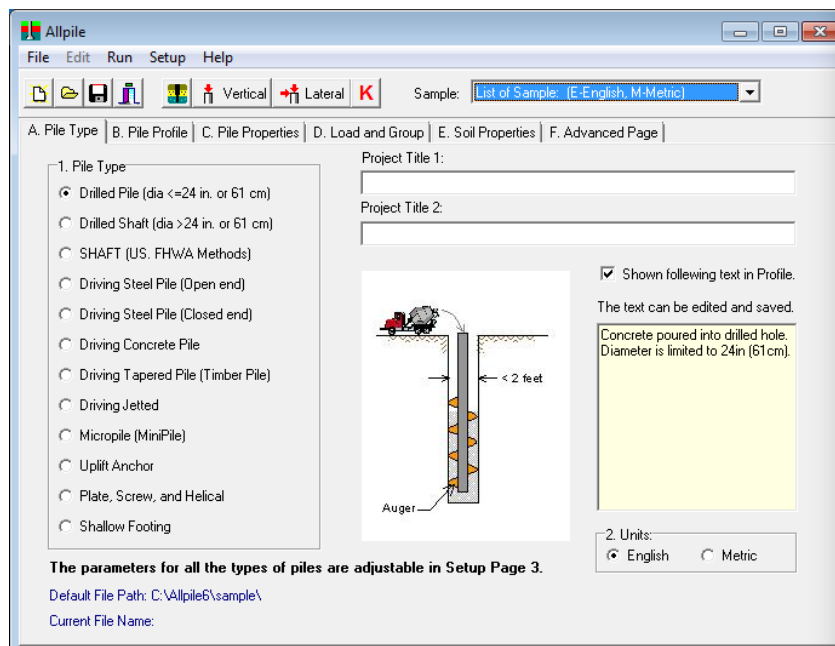 Allpile
File Edit Run Setup Help
Vertical Lateral K Sample: List of Sample: (E-English, M-Metric)
A. Pile Type B. Pile Profile C. Pile Properties D. Load and Group E. Soil Properties F. Advanced Page
1. Pile Type
Drilled Pile (dia <=24 in. or 61 cm)
Drilled Shaft (dia >24 in. or 61 cm)
SHAFT (US. FHWA Methods)
Driving Steel Pile (Open end)
Driving Steel Pile (Closed end)
Driving Concrete Pile
Driving Tapered Pile (Timber Pile)
Driving Jetted
Micropile (MiniPile)
Uplift Anchor
Plate, Screw, and Helical
Shallow Footing
Project Title 1:
Project Title 2:
< 2 feet
Auger
Shown follewing text in Profile.
The text can be edited and saved.
Concrete poured into drilled hole.
Diameter is limited to 24in (61cm).
2. Units:
English Metric
The parameters for all the types of piles are adjustable in Setup Page 3.
Default File Path: C:\Allpile6\sample\
Current File Name: